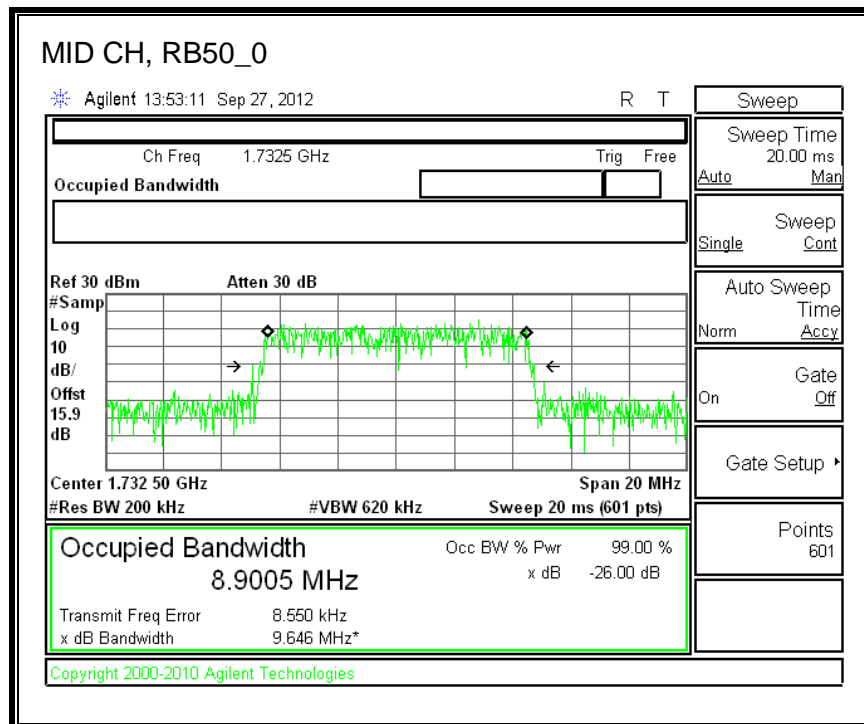 MID CH, RB50_0
Agilent 13:53:11 Sep 27, 2012 R T
Ch Freq 1.7325 GHz Trig Free
Occupied Bandwidth
Ref 30 dBm Atten 30 dB
#Samp
Log
10
dB/
Offst
15.9
dB
Center 1.732 50 GHz Span 20 MHz
#Res BW 200 kHz #VBW 620 kHz Sweep 20 ms (601 pts)
Occupied Bandwidth Occ BW % Pwr 99.00 %
8.9005 MHz x dB -26.00 dB
Transmit Freq Error 8.550 kHz
x dB Bandwidth 9.646 MHz*
Copyright 2000-2010 Agilent Technologies
Sweep
Sweep Time
20.00 ms
Auto Man
Sweep
Single Cont
Auto Sweep
Time
Norm Accy
Gate
On Off
Gate Setup
Points
601